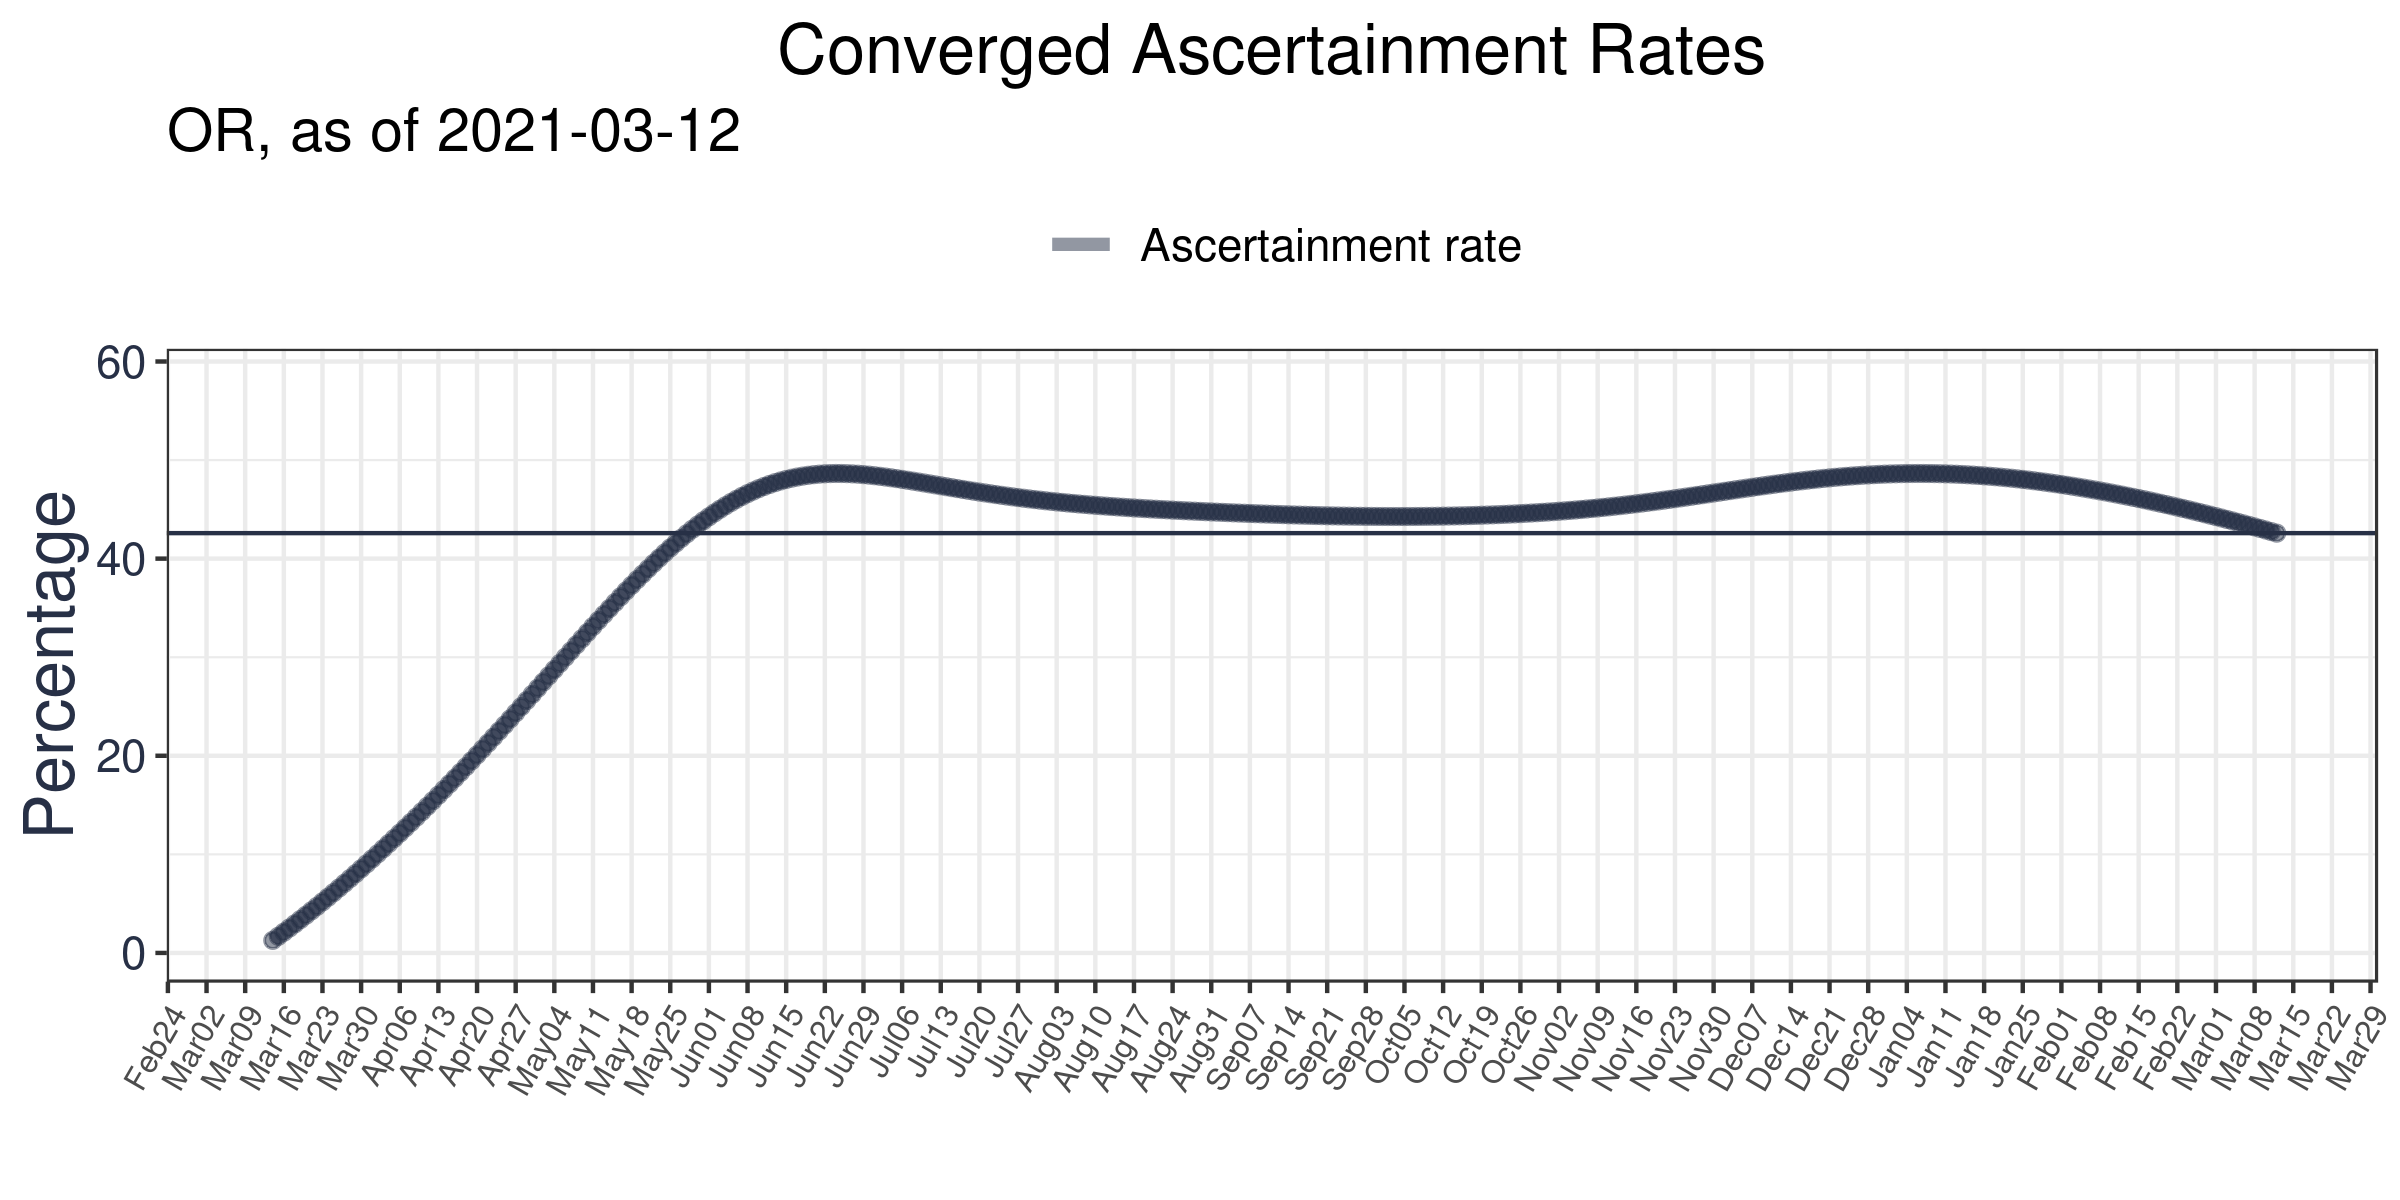 Converged Ascertainment Rates
OR, as of 2021-03-12
Ascertainment rate
Percentage
60
40
20
0
Feb24
Mar02
Mar09
Mar16
Mar23
Mar30
Apr06
Apr13
Apr20
Apr27
May04
May11
May18
May25
Jun01
Jun08
Jun15
Jun22
Jun29
Jul06
Jul13
Jul20
Jul27
Aug03
Aug10
Aug17
Aug24
Aug31
Sep07
Sep14
Sep21
Sep28
Oct05
Oct12
Oct19
Oct26
Nov02
Nov09
Nov16
Nov23
Nov30
Dec07
Dec14
Dec21
Dec28
Jan04
Jan11
Jan18
Jan25
Feb01
Feb08
Feb15
Feb22
Mar01
Mar08
Mar15
Mar22
Mar29